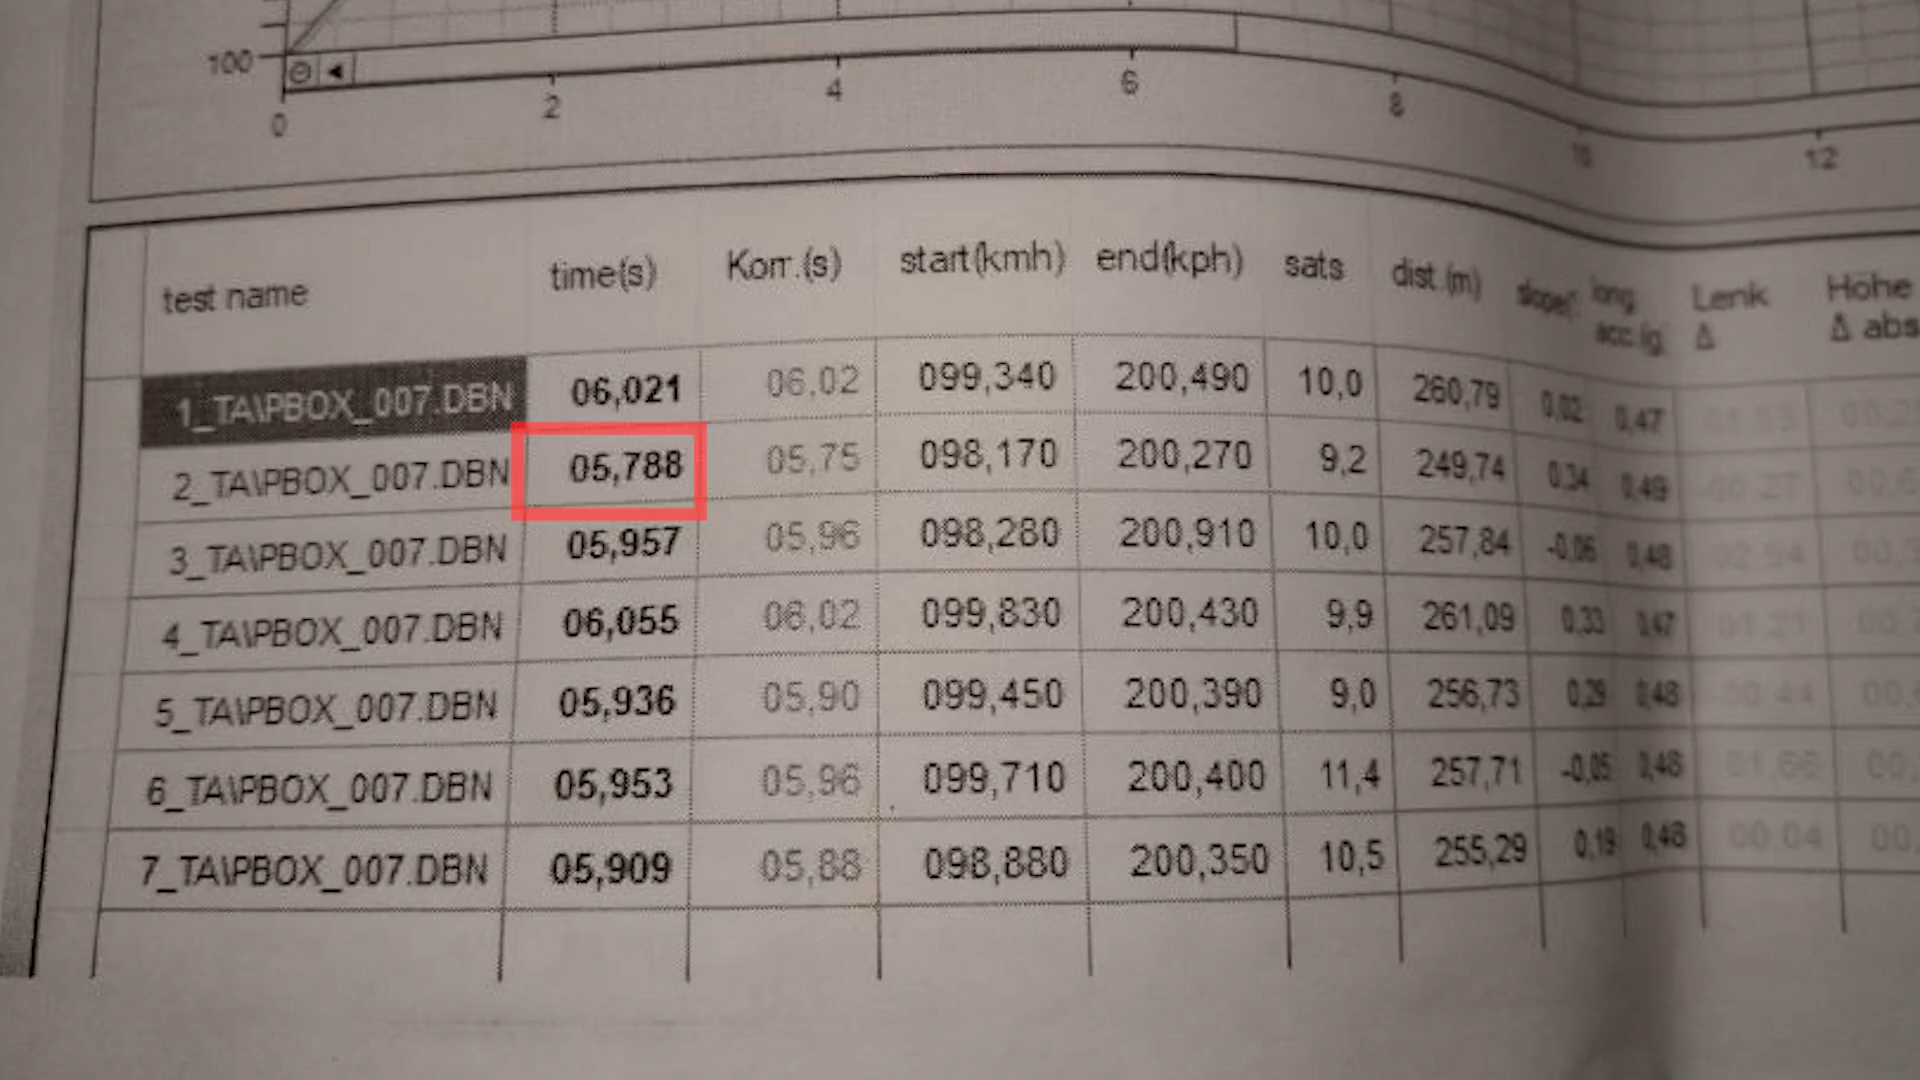 100
0 2 4 6 8 10 12
test name time(s) Korr.(s) start(kmh) end(kph) sats dist.(m) slope(° long Lenk Höhe
acc.(g Δ Δ abs
1_TA\PBOX_007.DBN 06,021 06,02 099,340 200,490 10,0 260,79 0,02 0,47
2_TA\PBOX_007.DBN 05,788 05,75 098,170 200,270 9,2 249,74 0,34 0,49
3_TA\PBOX_007.DBN 05,957 05,96 098,280 200,910 10,0 257,84 -0,06 0,48
4_TA\PBOX_007.DBN 06,055 06,02 099,830 200,430 9,9 261,09 0,33 0,47
5_TA\PBOX_007.DBN 05,936 05,90 099,450 200,390 9,0 256,73 0,29 0,48
6_TA\PBOX_007.DBN 05,953 05,96 099,710 200,400 11,4 257,71 -0,05 0,48
7_TA\PBOX_007.DBN 05,909 05,88 098,880 200,350 10,5 255,29 0,19 0,48